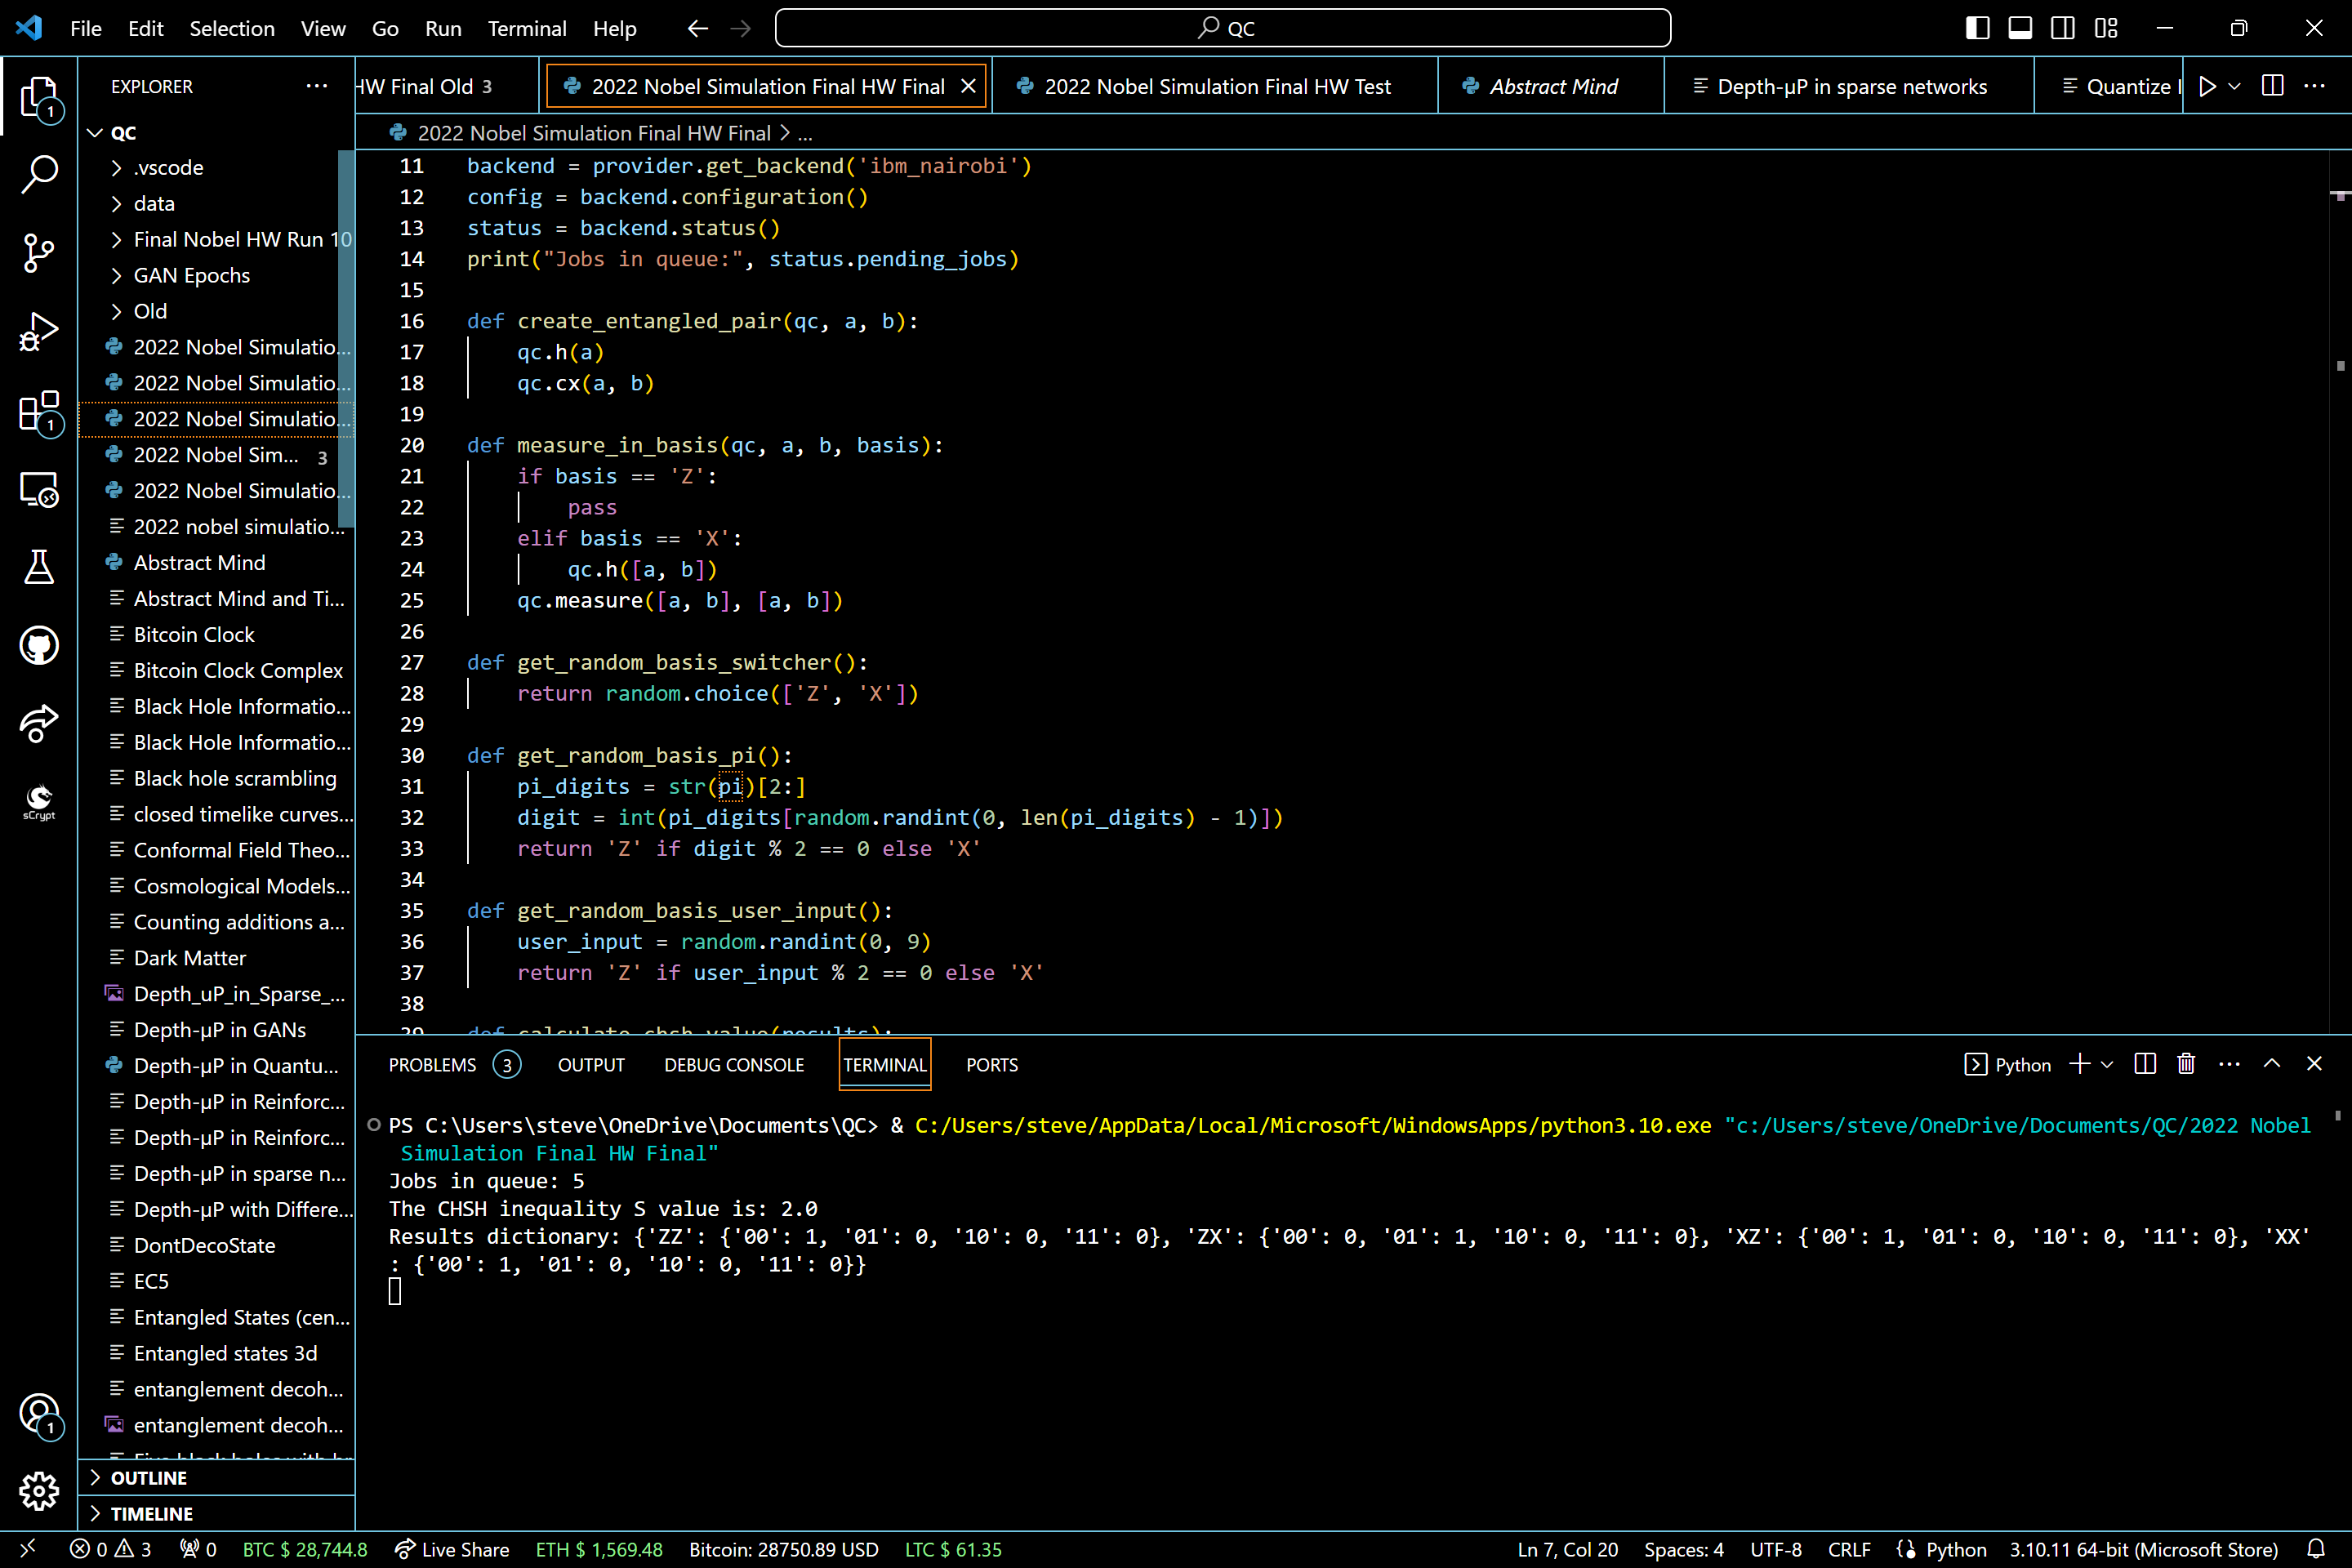 File Edit Selection View Go Run Terminal Help QC
EXPLORER
QC
.vscode
data
Final Nobel HW Run 10
GAN Epochs
Old
2022 Nobel Simulatio...
2022 Nobel Simulatio...
2022 Nobel Simulatio...
2022 Nobel Sim... 3
2022 Nobel Simulatio...
2022 nobel simulatio...
Abstract Mind
Abstract Mind and Ti...
Bitcoin Clock
Bitcoin Clock Complex
Black Hole Informatio...
Black Hole Informatio...
Black hole scrambling
closed timelike curves...
Conformal Field Theo...
Cosmological Models...
Counting additions a...
Dark Matter
Depth_uP_in_Sparse_...
Depth-μP in GANs
Depth-μP in Quantu...
Depth-μP in Reinforc...
Depth-μP in Reinforc...
Depth-μP in sparse n...
Depth-μP with Differe...
DontDecoState
EC5
Entangled States (cen...
Entangled states 3d
entanglement decoh...
entanglement decoh...
OUTLINE
TIMELINE
1
1
sCrypt
1
HW Final Old 3 2022 Nobel Simulation Final HW Final 2022 Nobel Simulation Final HW Test Abstract Mind Depth-μP in sparse networks Quantize
2022 Nobel Simulation Final HW Final > ...
11 backend = provider.get_backend('ibm_nairobi')
12 config = backend.configuration()
13 status = backend.status()
14 print("Jobs in queue:", status.pending_jobs)
15
16 def create_entangled_pair(qc, a, b):
17 qc.h(a)
18 qc.cx(a, b)
19
20 def measure_in_basis(qc, a, b, basis):
21 if basis == 'Z':
22 pass
23 elif basis == 'X':
24 qc.h([a, b])
25 qc.measure([a, b], [a, b])
26
27 def get_random_basis_switcher():
28 return random.choice(['Z', 'X'])
29
30 def get_random_basis_pi():
31 pi_digits = str(pi)[2:]
32 digit = int(pi_digits[random.randint(0, len(pi_digits) - 1)])
33 return 'Z' if digit % 2 == 0 else 'X'
34
35 def get_random_basis_user_input():
36 user_input = random.randint(0, 9)
37 return 'Z' if user_input % 2 == 0 else 'X'
38
39 def calculate_chsh_value(results):
PROBLEMS 3 OUTPUT DEBUG CONSOLE TERMINAL PORTS Python
PS C:\Users\steve\OneDrive\Documents\QC> & C:/Users/steve/AppData/Local/Microsoft/WindowsApps/python3.10.exe "c:/Users/steve/OneDrive/Documents/QC/2022 Nobel
Simulation Final HW Final"
Jobs in queue: 5
The CHSH inequality S value is: 2.0
Results dictionary: {'ZZ': {'00': 1, '01': 0, '10': 0, '11': 0}, 'ZX': {'00': 0, '01': 1, '10': 0, '11': 0}, 'XZ': {'00': 1, '01': 0, '10': 0, '11': 0}, 'XX'
: {'00': 1, '01': 0, '10': 0, '11': 0}}
0 3 0 BTC $ 28,744.8 Live Share ETH $ 1,569.48 Bitcoin: 28750.89 USD LTC $ 61.35 Ln 7, Col 20 Spaces: 4 UTF-8 CRLF Python 3.10.11 64-bit (Microsoft Store)